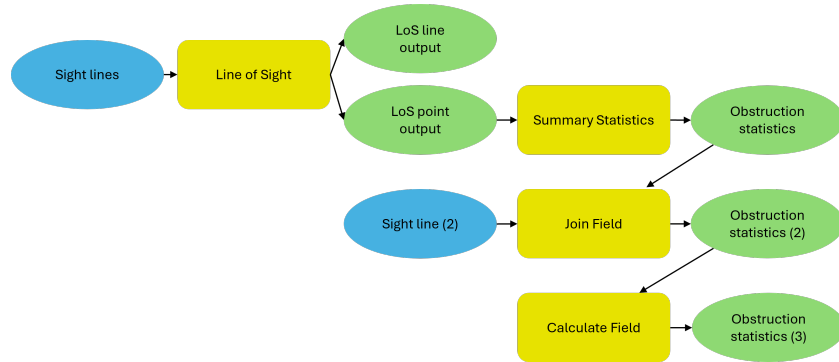 LoS line
output
Sight lines
Line of Sight
LoS point
output
Summary Statistics
Obstruction
statistics
Sight line (2)
Join Field
Obstruction
statistics (2)
Calculate Field
Obstruction
statistics (3)